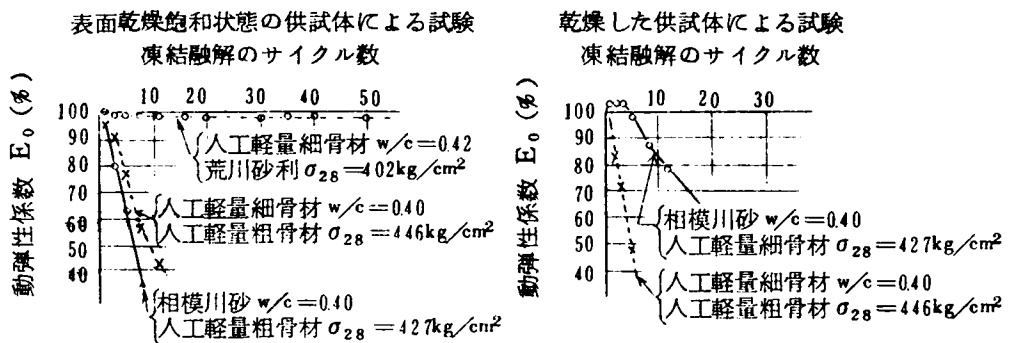 表面乾燥飽和状態の供試体による試験
凍結融解のサイクル数
動弾性係数 E₀ (%)
10 20 30 40 50
100
90
80
70
60
50
40
人工軽量細骨材 w/c=0.42
荒川砂利 σ₂₈=402kg/cm²
人工軽量細骨材 w/c=0.40
人工軽量粗骨材 σ₂₈=446kg/cm²
相模川砂 w/c=0.40
人工軽量粗骨材 σ₂₈=427kg/cm²
乾燥した供試体による試験
凍結融解のサイクル数
動弾性係数 E₀ (%)
10 20 30
100
90
80
70
60
50
40
相模川砂 w/c=0.40
人工軽量細骨材 σ₂₈=427kg/cm²
人工軽量細骨材 w/c=0.40
人工軽量粗骨材 σ₂₈=446kg/cm²